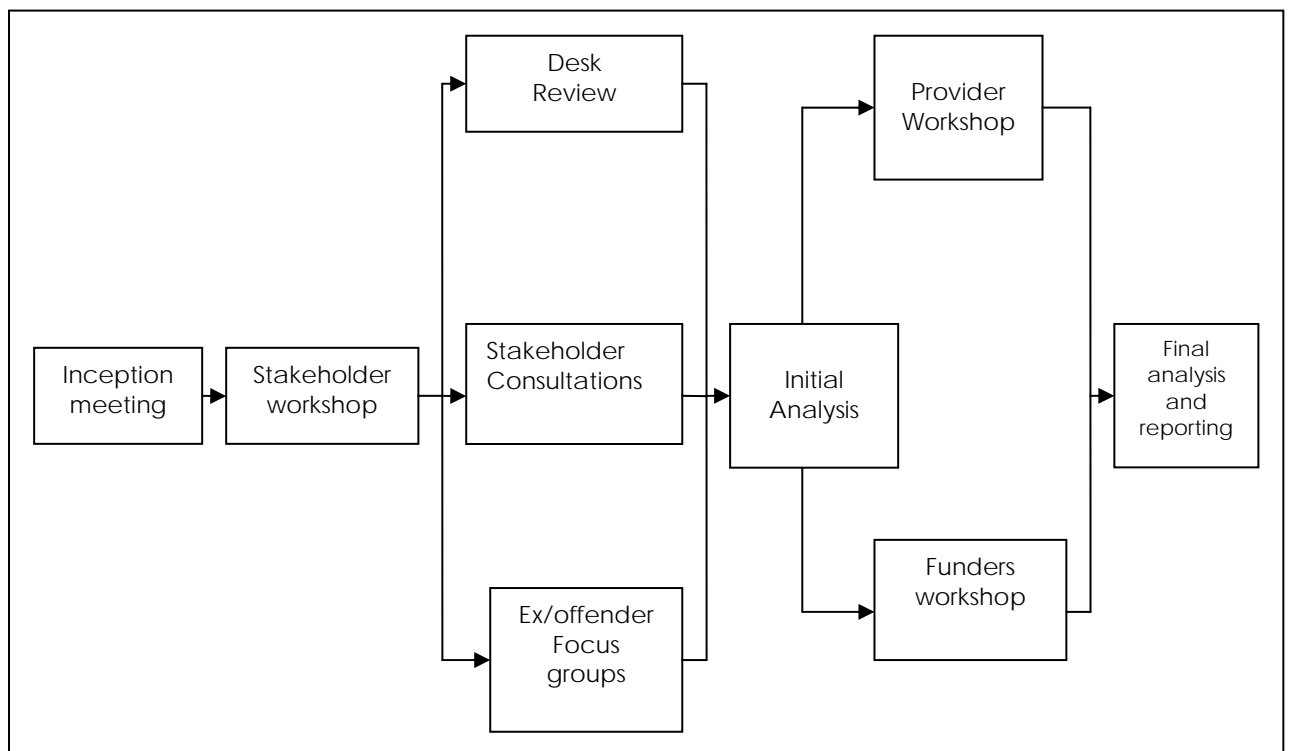 Inception
meeting
Stakeholder
workshop
Desk
Review
Stakeholder
Consultations
Ex/offender
Focus
groups
Initial
Analysis
Provider
Workshop
Funders
workshop
Final
analysis
and
reporting